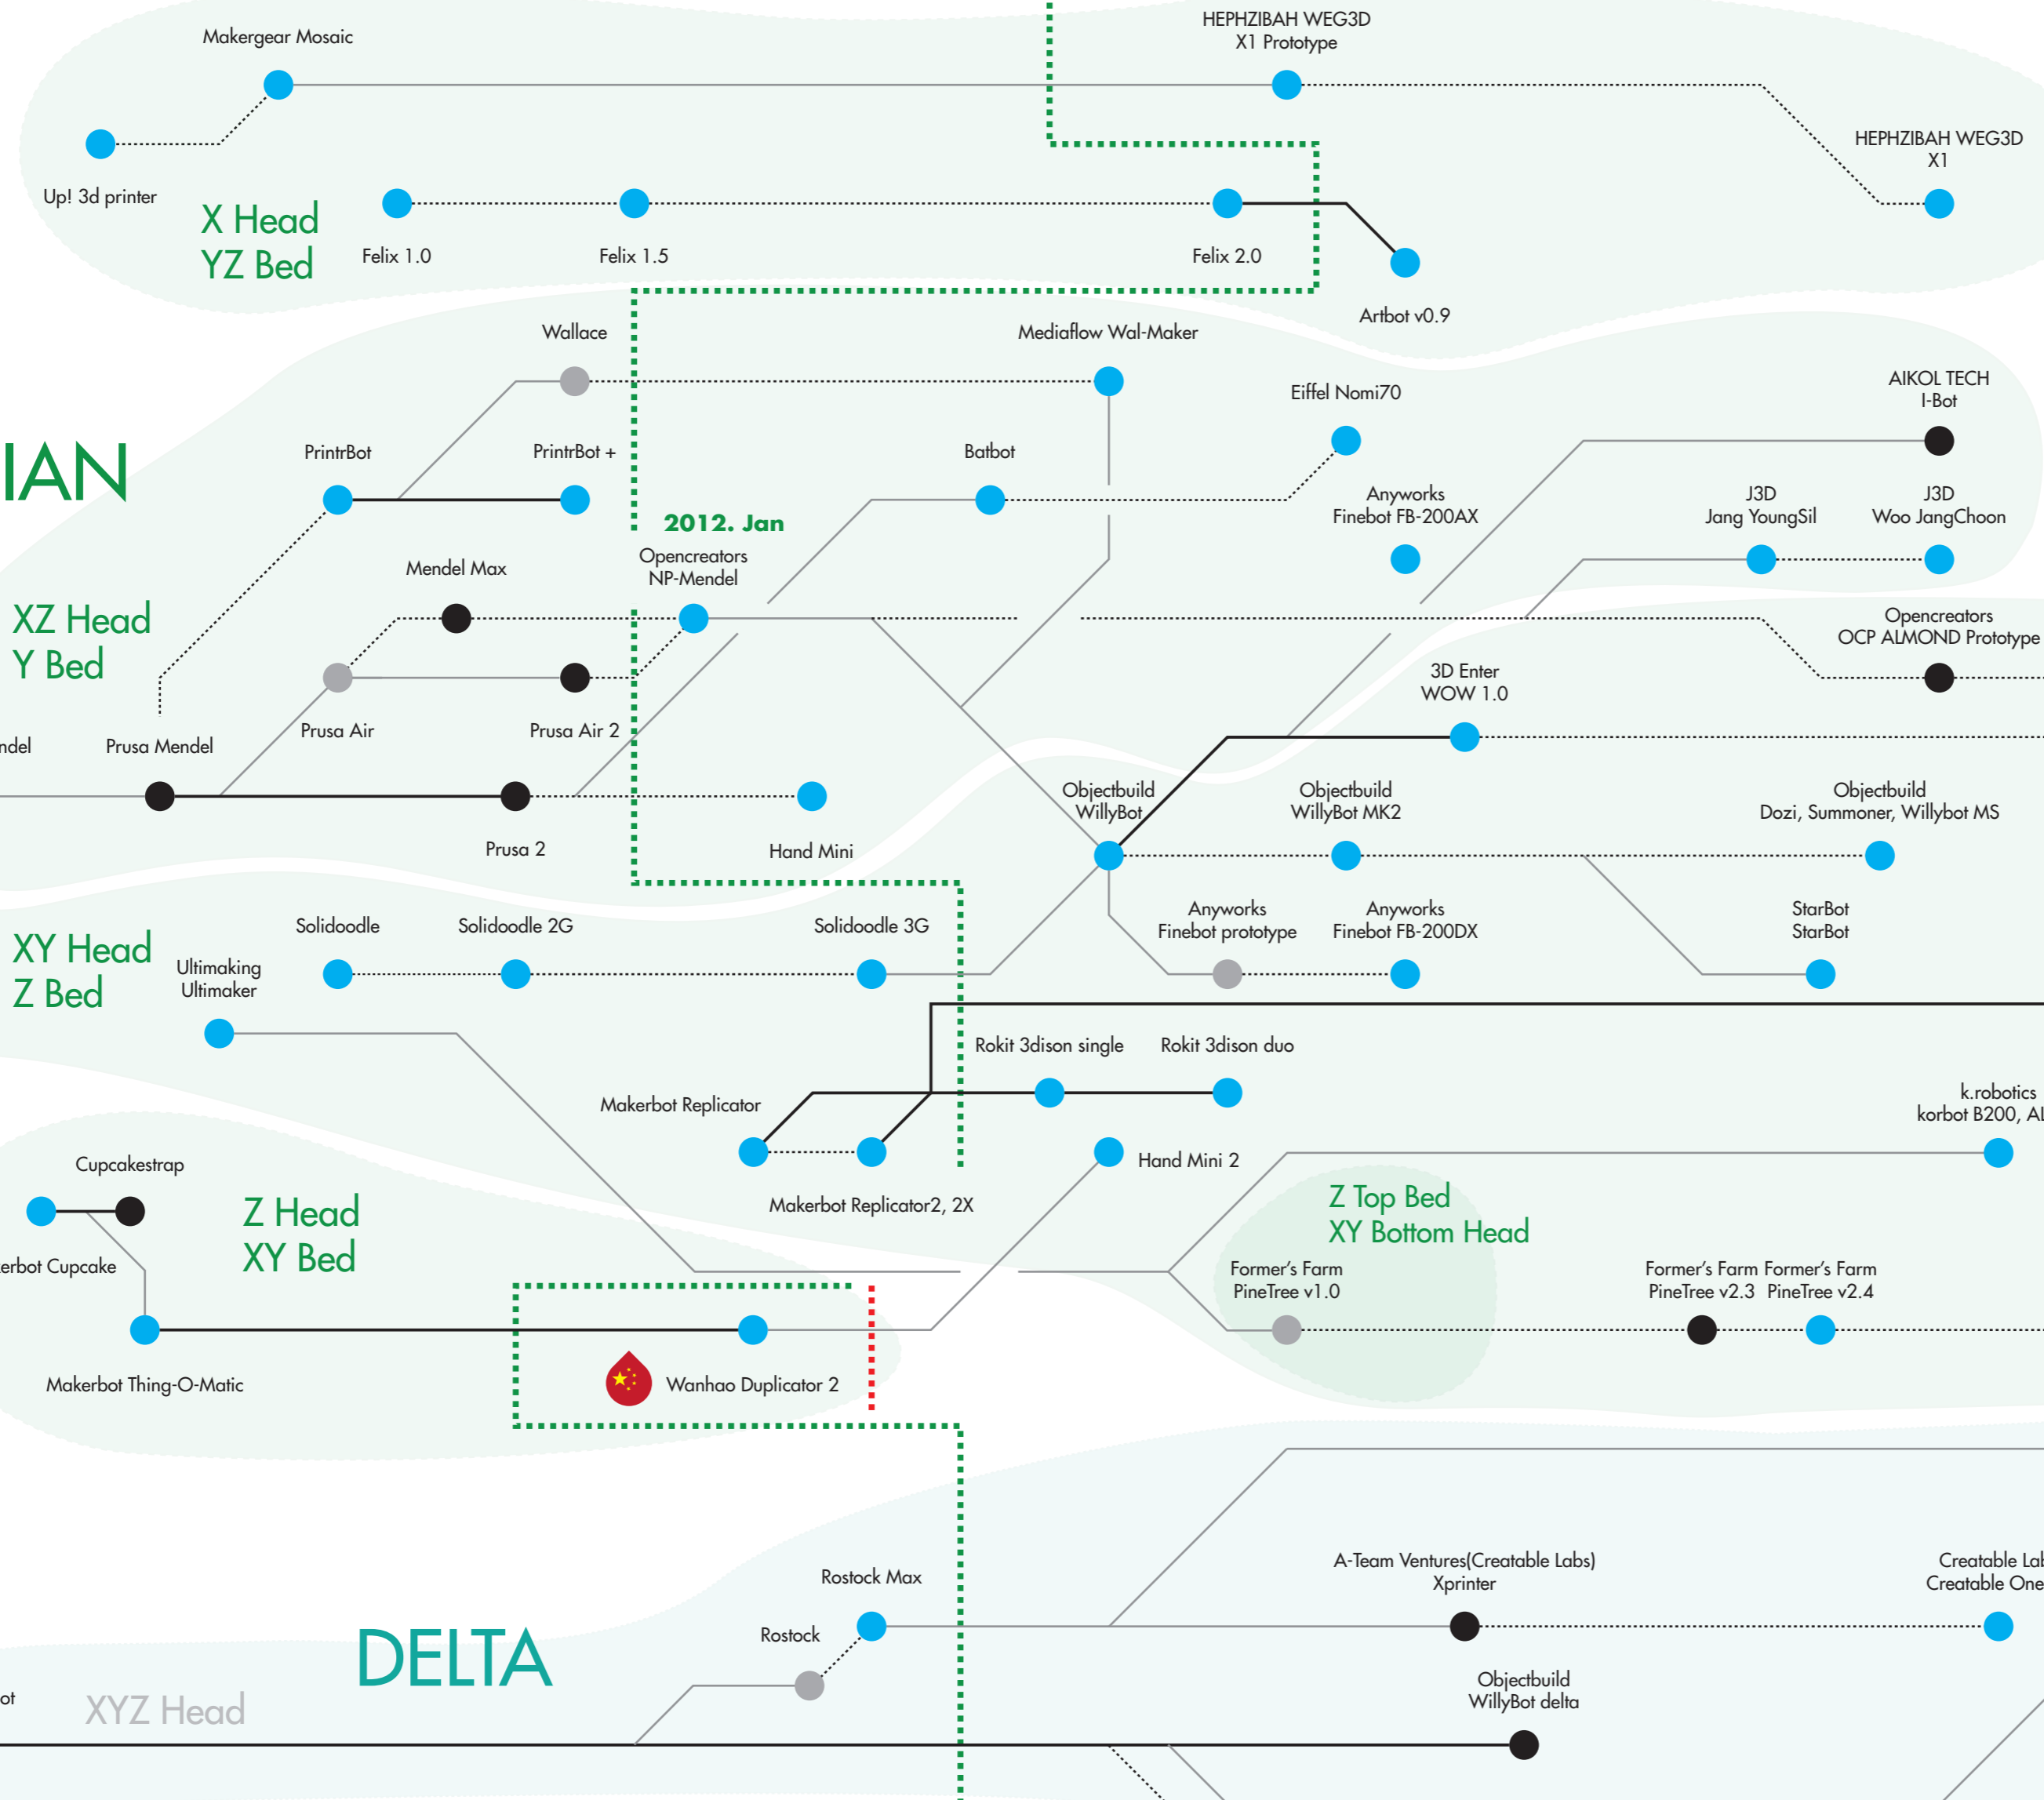 HEPHZIBAH WEG3D
X1 Prototype
Makergear Mosaic
HEPHZIBAH WEG3D
X1
Up! 3d printer
X Head
YZ Bed
Felix 1.0
Felix 1.5
Felix 2.0
Artbot v0.9
Wallace
Mediaflow Wal-Maker
Eiffel Nomi70
AIKOL TECH
I-Bot
IAN
PrintrBot
PrintrBot +
Batbot
Anyworks
Finebot FB-200AX
J3D
Jang YoungSil
J3D
Woo JangChoon
2012. Jan
Opencreators
NP-Mendel
Mendel Max
XZ Head
Y Bed
Opencreators
OCP ALMOND Prototype
3D Enter
WOW 1.0
ndel
Prusa Mendel
Prusa Air
Prusa Air 2
Objectbuild
WillyBot
Objectbuild
WillyBot MK2
Objectbuild
Dozi, Summoner, Willybot MS
Prusa 2
Hand Mini
XY Head
Z Bed
Solidoodle
Solidoodle 2G
Solidoodle 3G
Anyworks
Finebot prototype
Anyworks
Finebot FB-200DX
StarBot
StarBot
Ultimaking
Ultimaker
Rokit 3dison single
Rokit 3dison duo
Makerbot Replicator
k.robotics
korbot B200, AL
Cupcakestrap
Hand Mini 2
Makerbot Replicator2, 2X
Z Head
XY Bed
Z Top Bed
XY Bottom Head
erbot Cupcake
Former's Farm
PineTree v1.0
Former's Farm
PineTree v2.3
Former's Farm
PineTree v2.4
Makerbot Thing-O-Matic
Wanhao Duplicator 2
A-Team Ventures(Creatable Labs)
Xprinter
Creatable Lab
Creatable One
Rostock Max
Rostock
DELTA
Objectbuild
WillyBot delta
ot
XYZ Head